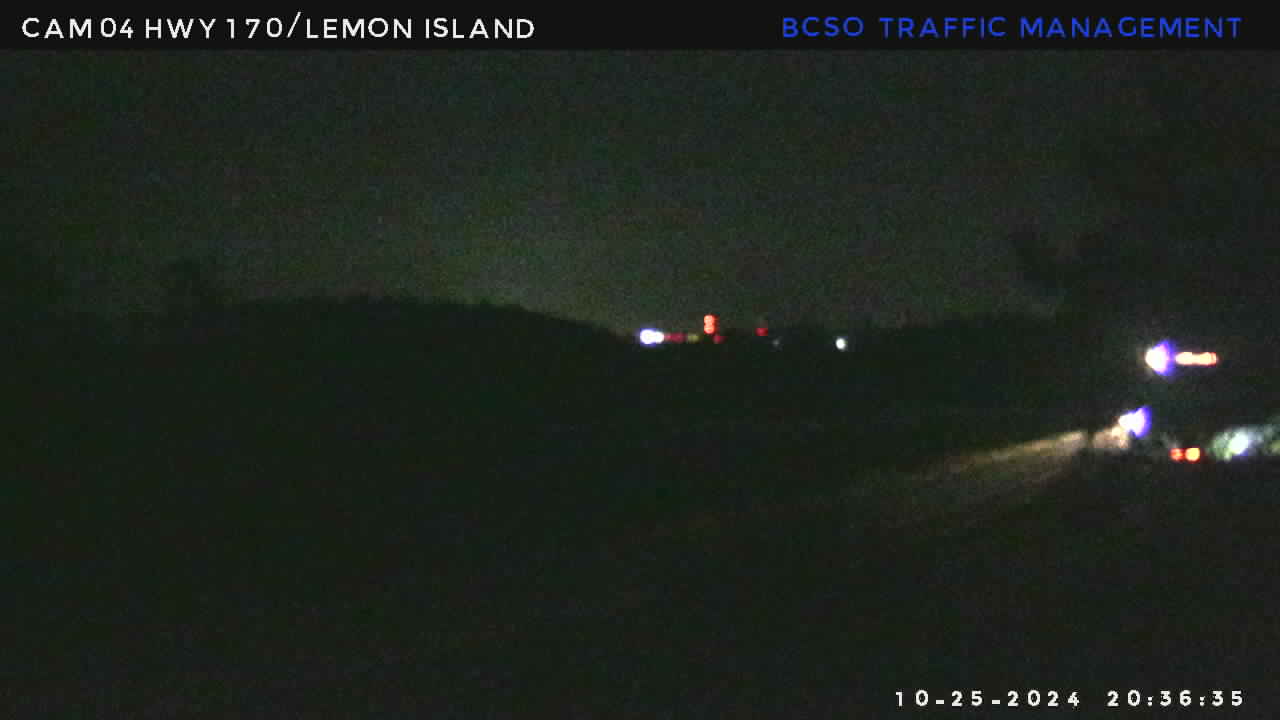 CAM04 HWY 170/LEMON ISLAND
BCSO TRAFFIC MANAGEMENT
10-25-2024 20:36:35